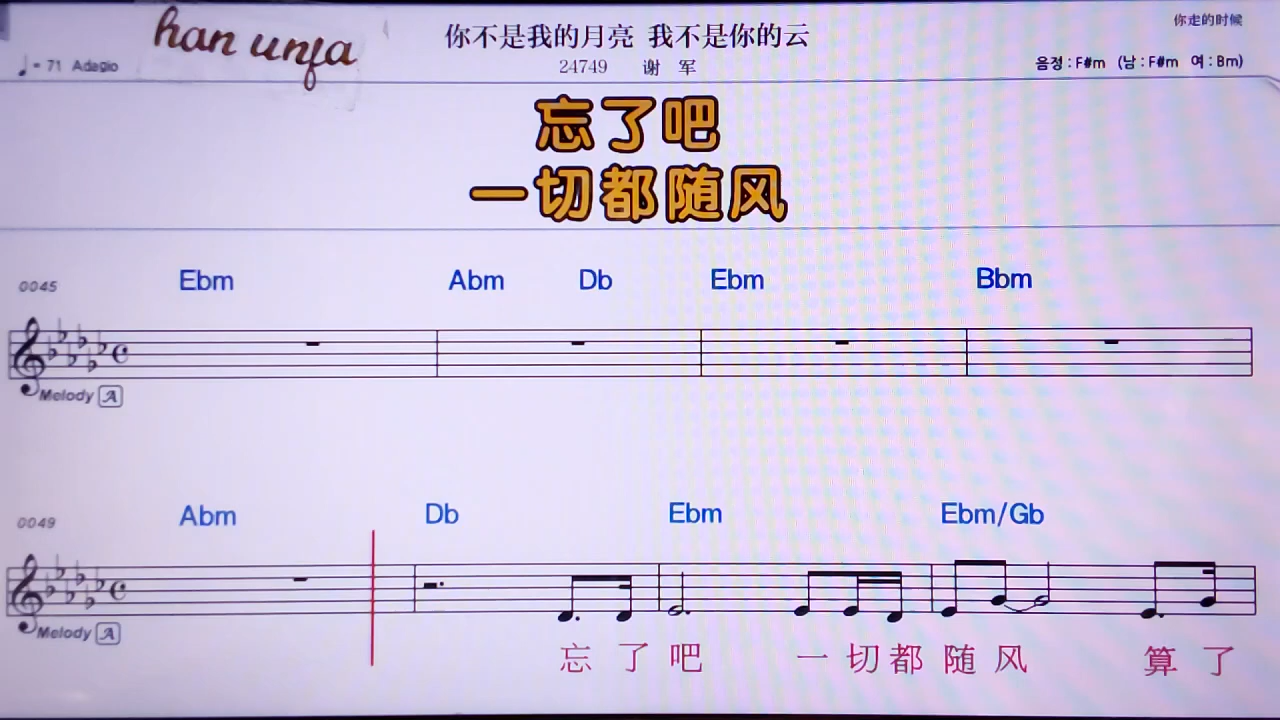 han unfa
你不是我的月亮 我不是你的云
你走的时候
♩= 71 Adagio
24749 谢 军
음정 : F#m (남 : F#m 여 : Bm)
忘了吧
一切都随风
0045 Ebm Abm Db Ebm Bbm
Melody A
0049 Abm Db Ebm Ebm/Gb
Melody A
忘 了 吧 一 切 都 随 风 算 了